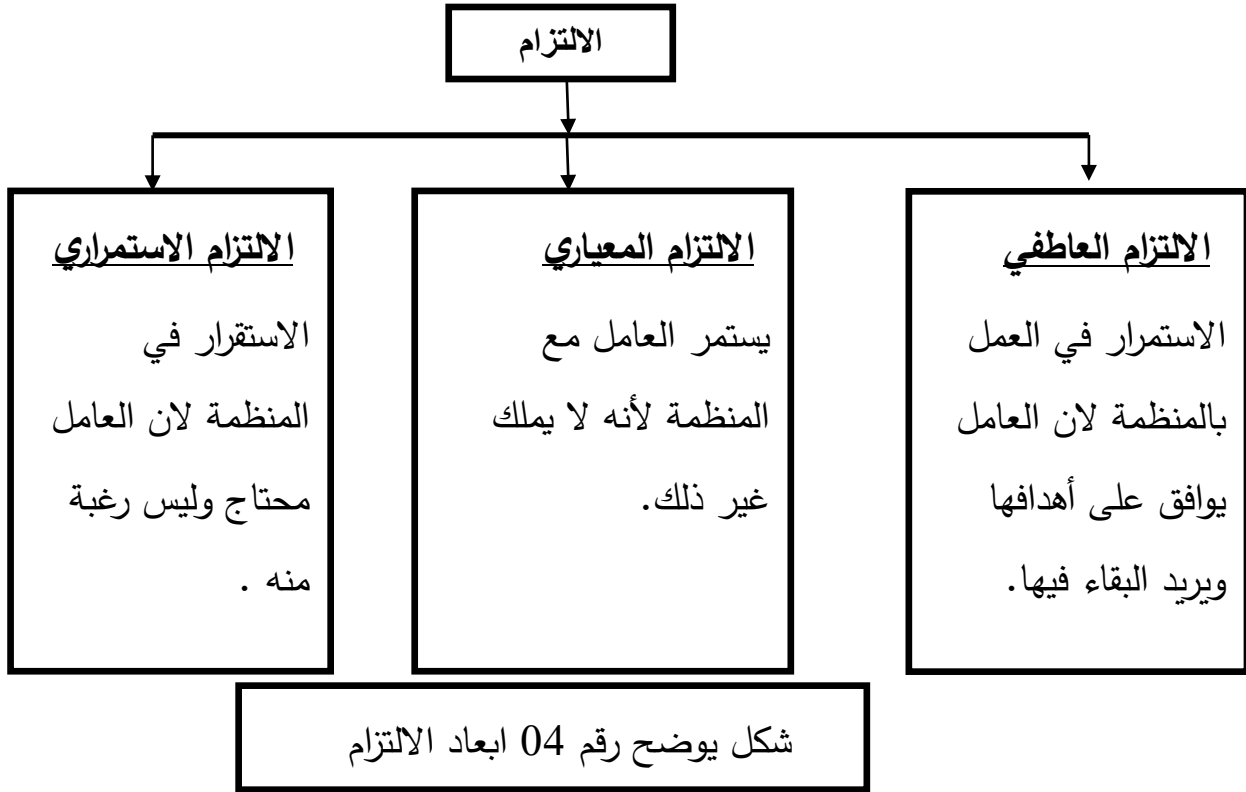 الالتزام
الالتزام العاطفي
الاستمرار في العمل
بالمنظمة لان العامل
يوافق على أهدافها
ويريد البقاء فيها.
الالتزام المعياري
يستمر العامل مع
المنظمة لأنه لا يملك
غير ذلك.
الالتزام الاستمراري
الاستقرار في
المنظمة لان العامل
محتاج وليس رغبة
منه .
شكل يوضح رقم 04 ابعاد الالتزام